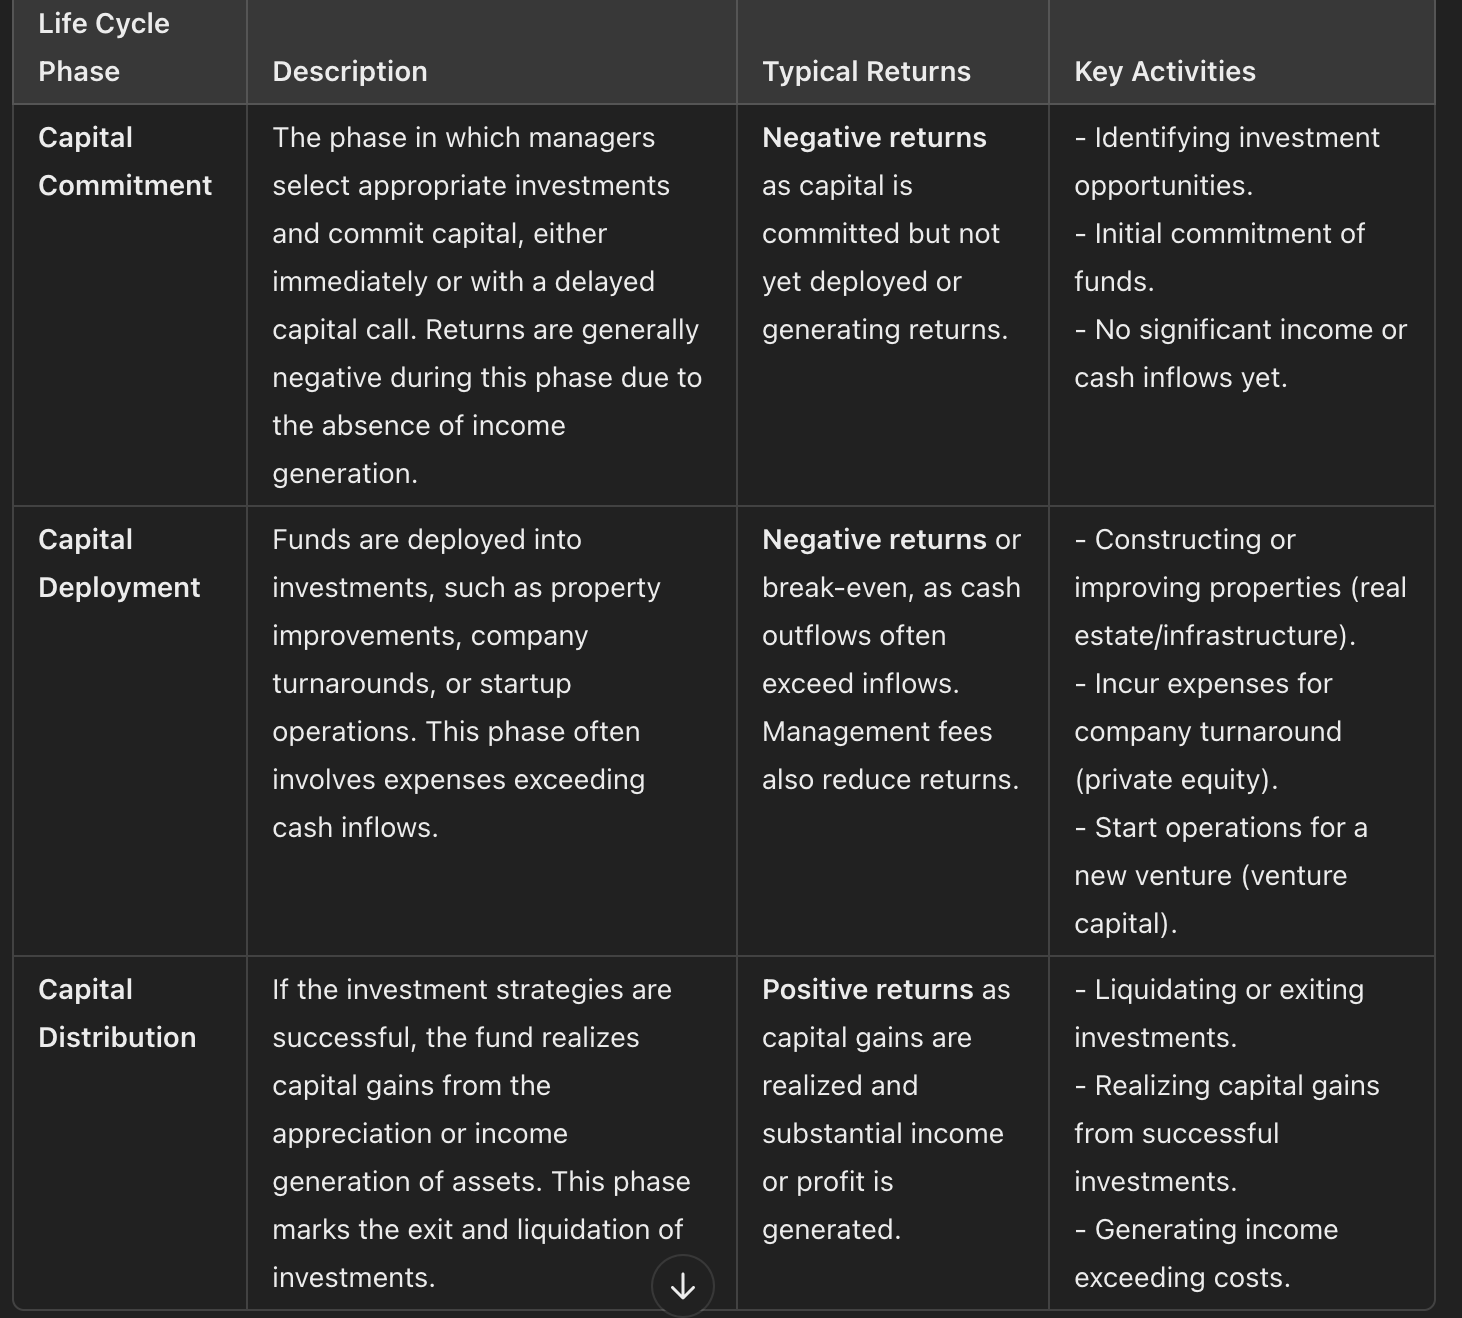 Life Cycle
Phase
Description
Typical Returns
Key Activities
Capital
Commitment
The phase in which managers
select appropriate investments
and commit capital, either
immediately or with a delayed
capital call. Returns are generally
negative during this phase due to
the absence of income
generation.
Negative returns
as capital is
committed but not
yet deployed or
generating returns.
- Identifying investment
opportunities.
- Initial commitment of
funds.
- No significant income or
cash inflows yet.
Capital
Deployment
Funds are deployed into
investments, such as property
improvements, company
turnarounds, or startup
operations. This phase often
involves expenses exceeding
cash inflows.
Negative returns or
break-even, as cash
outflows often
exceed inflows.
Management fees
also reduce returns.
- Constructing or
improving properties (real
estate/infrastructure).
- Incur expenses for
company turnaround
(private equity).
- Start operations for a
new venture (venture
capital).
Capital
Distribution
If the investment strategies are
successful, the fund realizes
capital gains from the
appreciation or income
generation of assets. This phase
marks the exit and liquidation of
investments.
Positive returns as
capital gains are
realized and
substantial income
or profit is
generated.
- Liquidating or exiting
investments.
- Realizing capital gains
from successful
investments.
- Generating income
exceeding costs.